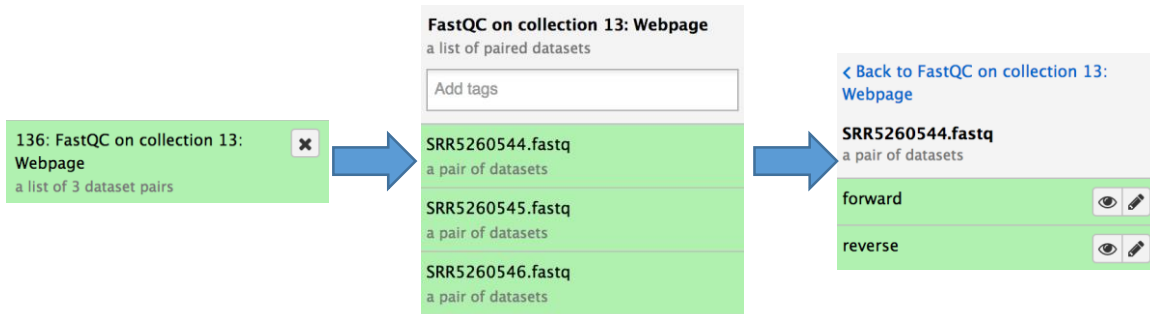 136: FastQC on collection 13:
Webpage
a list of 3 dataset pairs
FastQC on collection 13: Webpage
a list of paired datasets
Add tags
SRR5260544.fastq
a pair of datasets
SRR5260545.fastq
a pair of datasets
SRR5260546.fastq
a pair of datasets
< Back to FastQC on collection 13:
Webpage
SRR5260544.fastq
a pair of datasets
forward
reverse